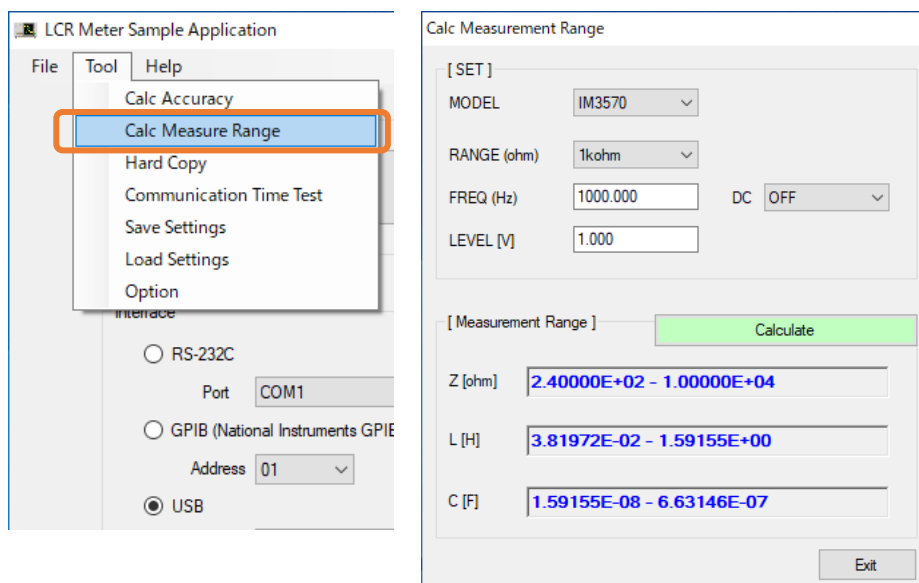 LCR Meter Sample Application
File Tool Help
Calc Accuracy
Calc Measure Range
Hard Copy
Communication Time Test
Save Settings
Load Settings
Option
Interface
RS-232C
Port COM1
GPIB (National Instruments GPIB
Address 01
USB
Calc Measurement Range
[ SET ]
MODEL IM3570
RANGE (ohm) 1kohm
FREQ (Hz) 1000.000 DC OFF
LEVEL [V] 1.000
[ Measurement Range ] Calculate
Z [ohm] 2.40000E+02 - 1.00000E+04
L [H] 3.81972E-02 - 1.59155E+00
C [F] 1.59155E-08 - 6.63146E-07
Exit